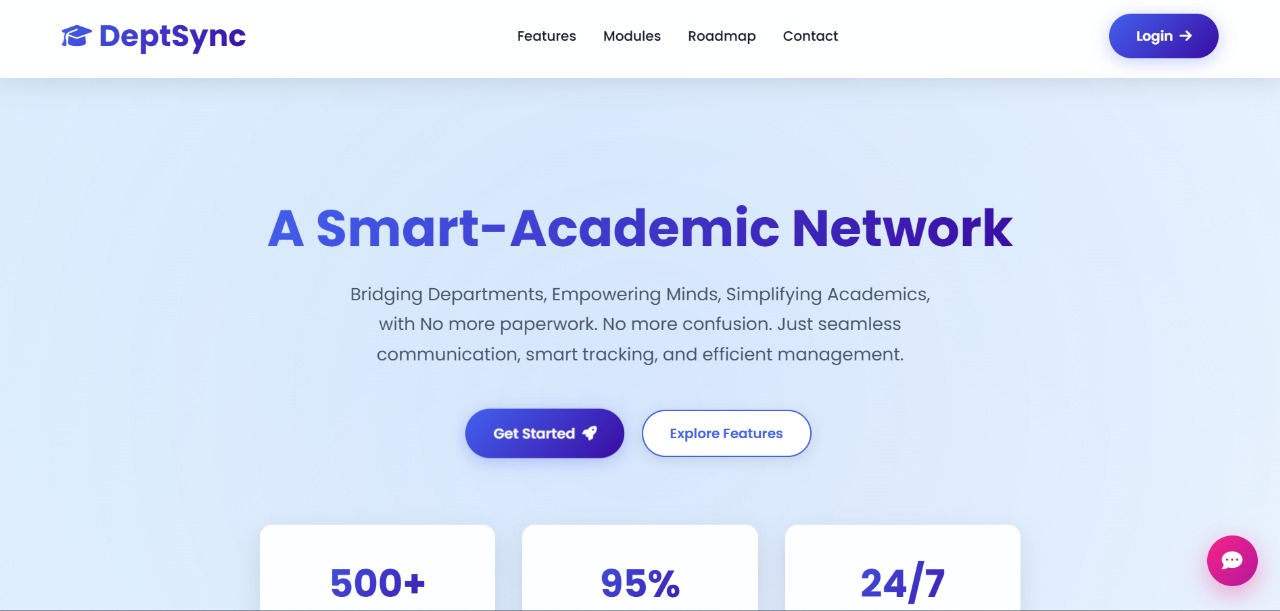 DeptSync
Features
Modules
Roadmap
Contact
Login
A Smart-Academic Network
Bridging Departments, Empowering Minds, Simplifying Academics,
with No more paperwork. No more confusion. Just seamless
communication, smart tracking, and efficient management.
Get Started
Explore Features
500+
95%
24/7